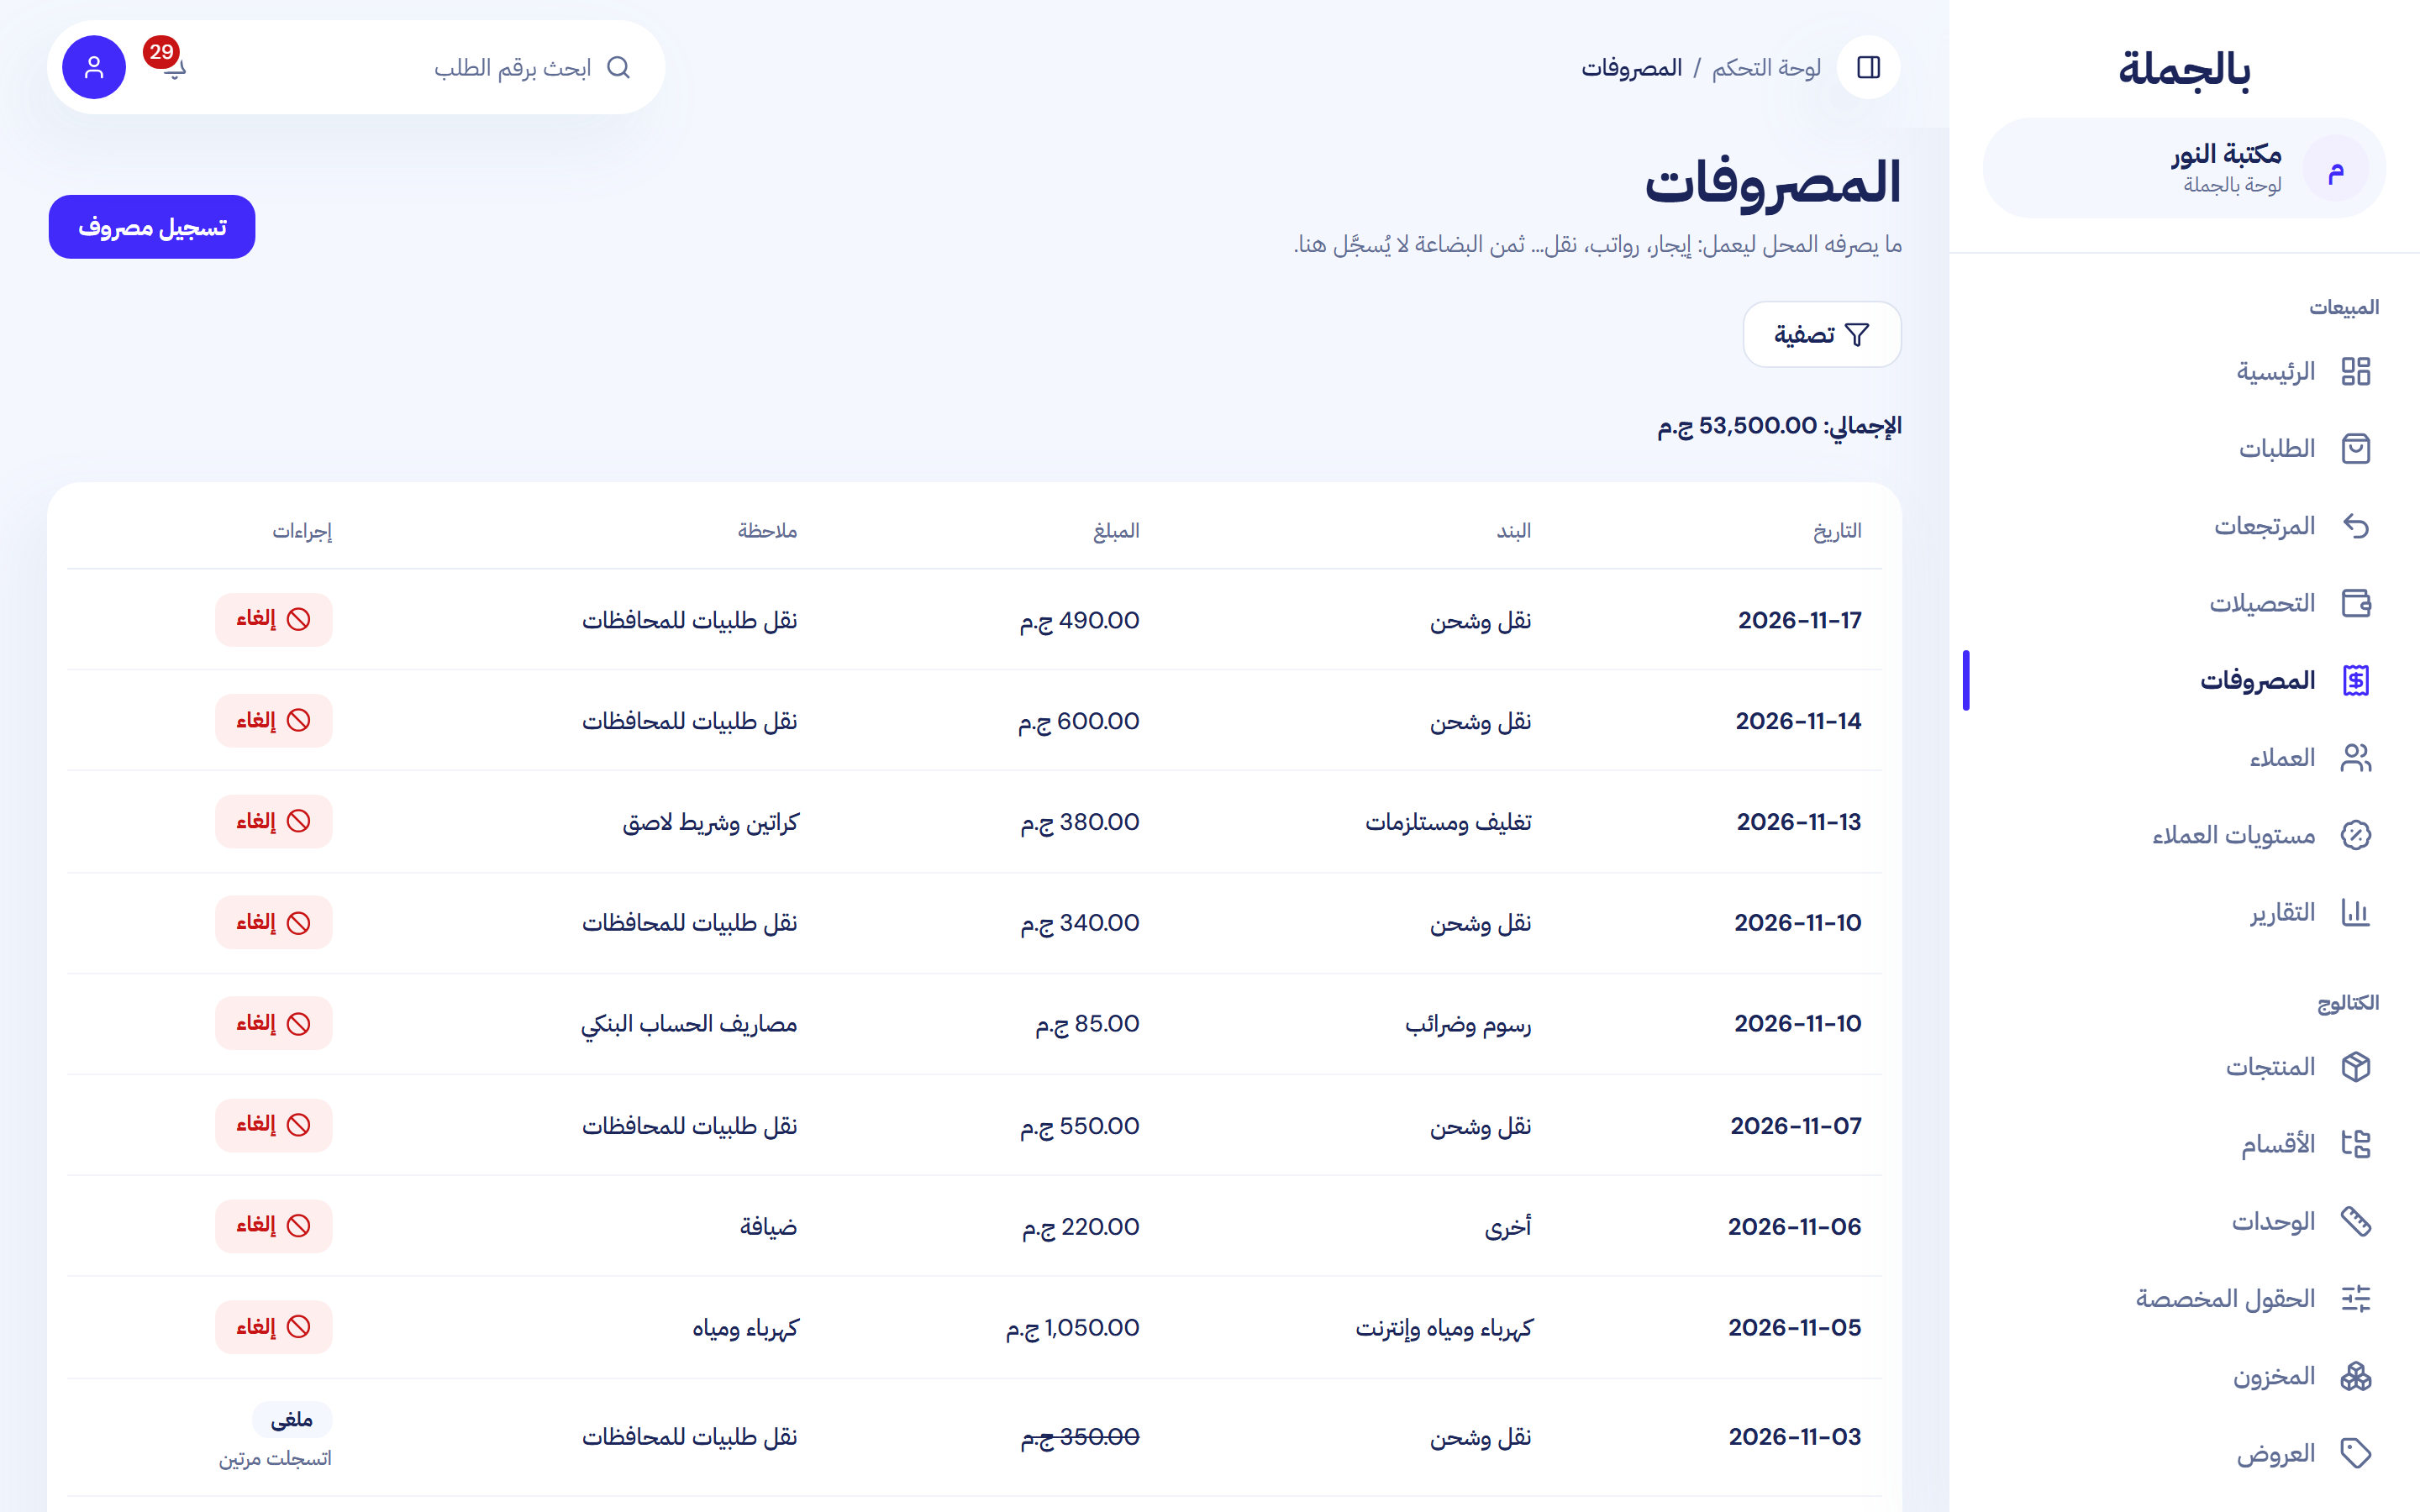 بالجملة
م
مكتبة النور
لوحة بالجملة
المبيعات
الرئيسية
الطلبات
المرتجعات
التحصيلات
المصروفات
العملاء
مستويات العملاء
التقارير
الكتالوج
المنتجات
الأقسام
الوحدات
الحقول المخصصة
المخزون
العروض
لوحة التحكم / المصروفات
ابحث برقم الطلب
29
المصروفات
ما يصرفه المحل ليعمل: إيجار، رواتب، نقل... ثمن البضاعة لا يُسجَّل هنا.
تسجيل مصروف
تصفية
الإجمالي: 53,500.00 ج.م
التاريخ البند المبلغ ملاحظة إجراءات
2026-11-17 نقل وشحن 490.00 ج.م نقل طلبيات للمحافظات إلغاء
2026-11-14 نقل وشحن 600.00 ج.م نقل طلبيات للمحافظات إلغاء
2026-11-13 تغليف ومستلزمات 380.00 ج.م كراتين وشريط لاصق إلغاء
2026-11-10 نقل وشحن 340.00 ج.م نقل طلبيات للمحافظات إلغاء
2026-11-10 رسوم وضرائب 85.00 ج.م مصاريف الحساب البنكي إلغاء
2026-11-07 نقل وشحن 550.00 ج.م نقل طلبيات للمحافظات إلغاء
2026-11-06 أخرى 220.00 ج.م ضيافة إلغاء
2026-11-05 كهرباء ومياه وإنترنت 1,050.00 ج.م كهرباء ومياه إلغاء
2026-11-03 نقل وشحن 350.00 ج.م نقل طلبيات للمحافظات ملغى
اتسجلت مرتين